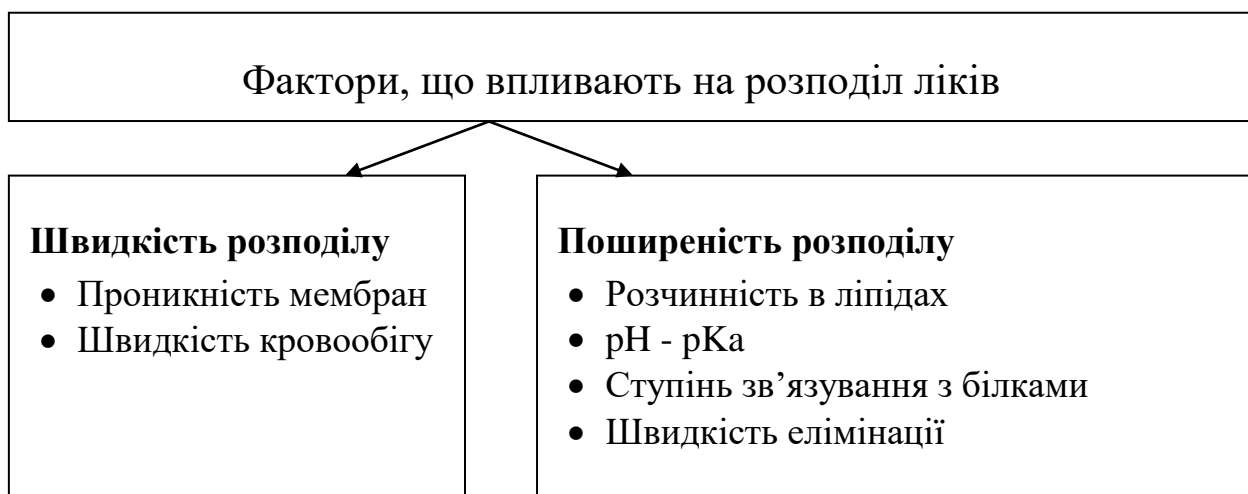 Фактори, що впливають на розподіл ліків
Швидкість розподілу
• Проникність мембран
• Швидкість кровообігу
Поширеність розподілу
• Розчинність в ліпідах
• pH - pKa
• Ступінь зв’язування з білками
• Швидкість елімінації